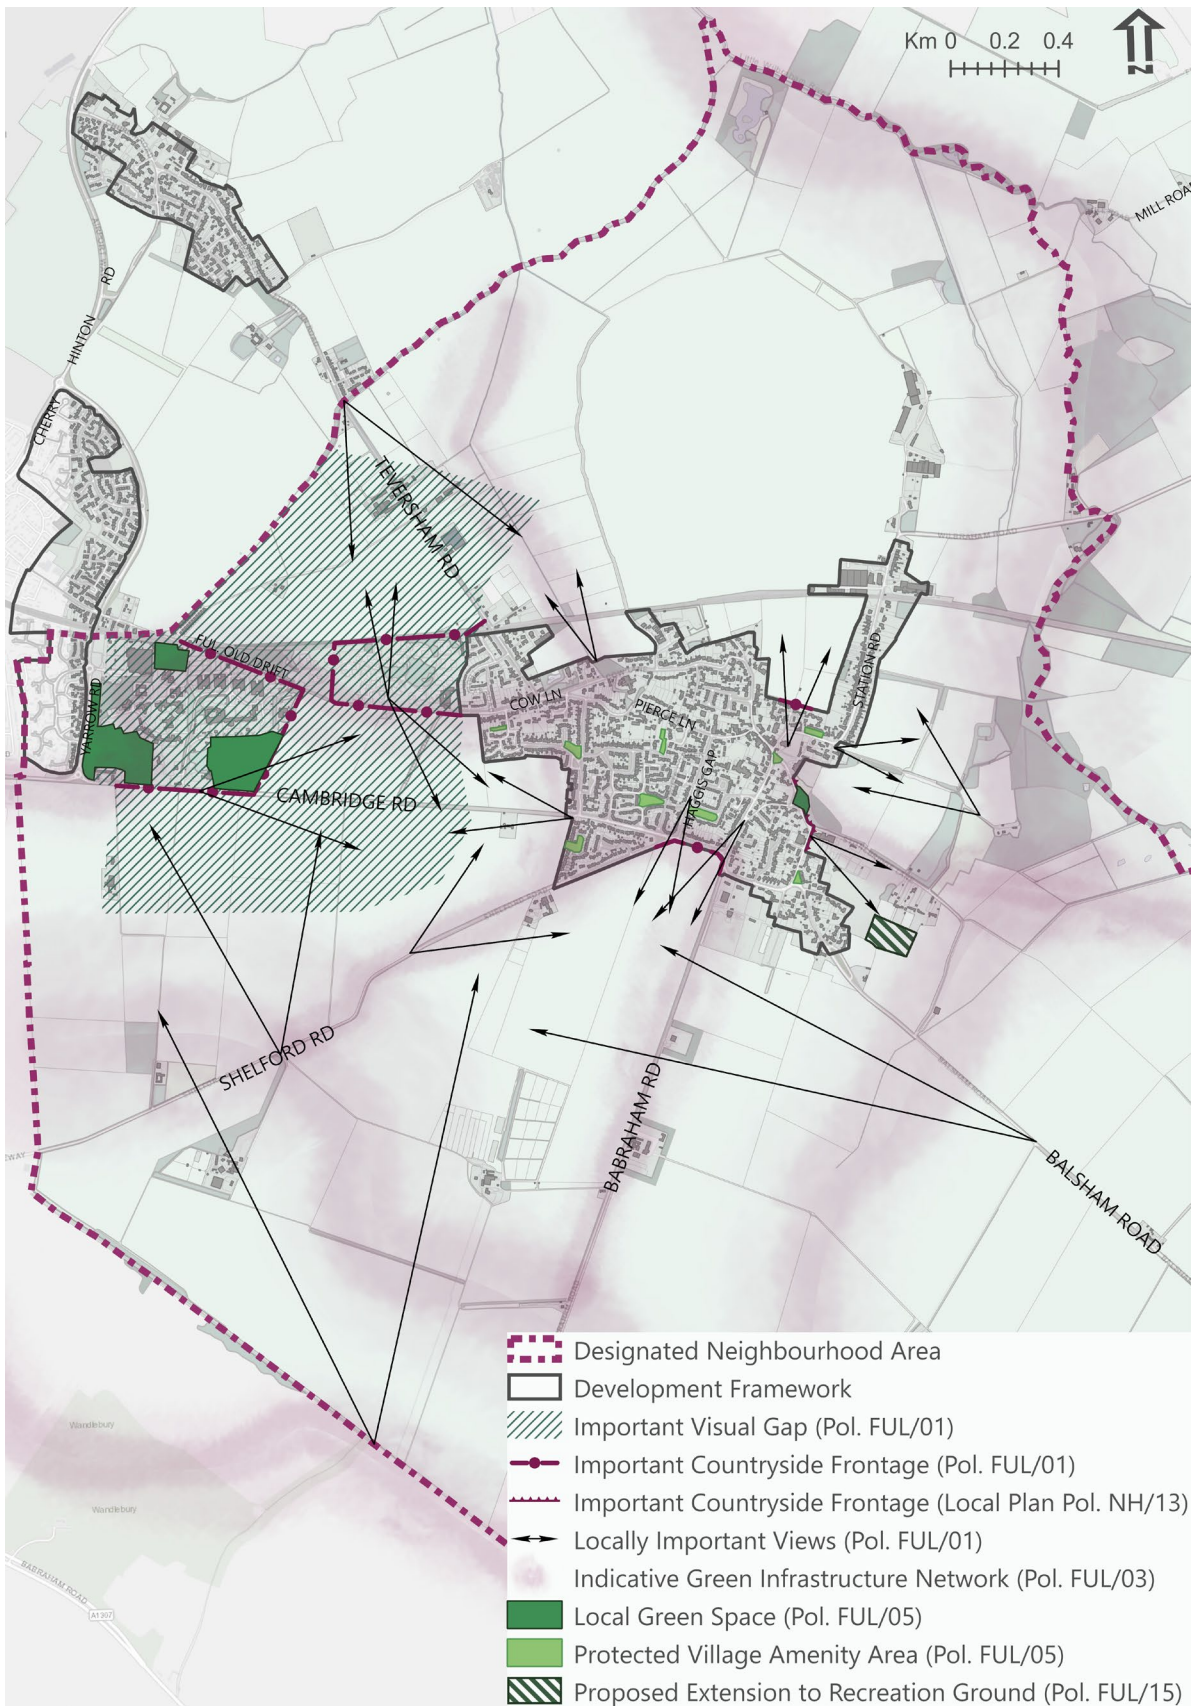 Km 0 0.2 0.4
N
MILL ROAD
HINTON
RD
CHERRY
TEVERSHAM RD
FUL. OLD DRIFT
YARROW RD
COW LN
PIERCE LN
STATION RD
HAGGIS GAP
CAMBRIDGE RD
SHELFORD RD
BABRAHAM RD
BALSHAM ROAD
Wandlebury
Wandlebury
BABRAHAM ROAD
A1307
Designated Neighbourhood Area
Development Framework
Important Visual Gap (Pol. FUL/01)
Important Countryside Frontage (Pol. FUL/01)
Important Countryside Frontage (Local Plan Pol. NH/13)
Locally Important Views (Pol. FUL/01)
Indicative Green Infrastructure Network (Pol. FUL/03)
Local Green Space (Pol. FUL/05)
Protected Village Amenity Area (Pol. FUL/05)
Proposed Extension to Recreation Ground (Pol. FUL/15)